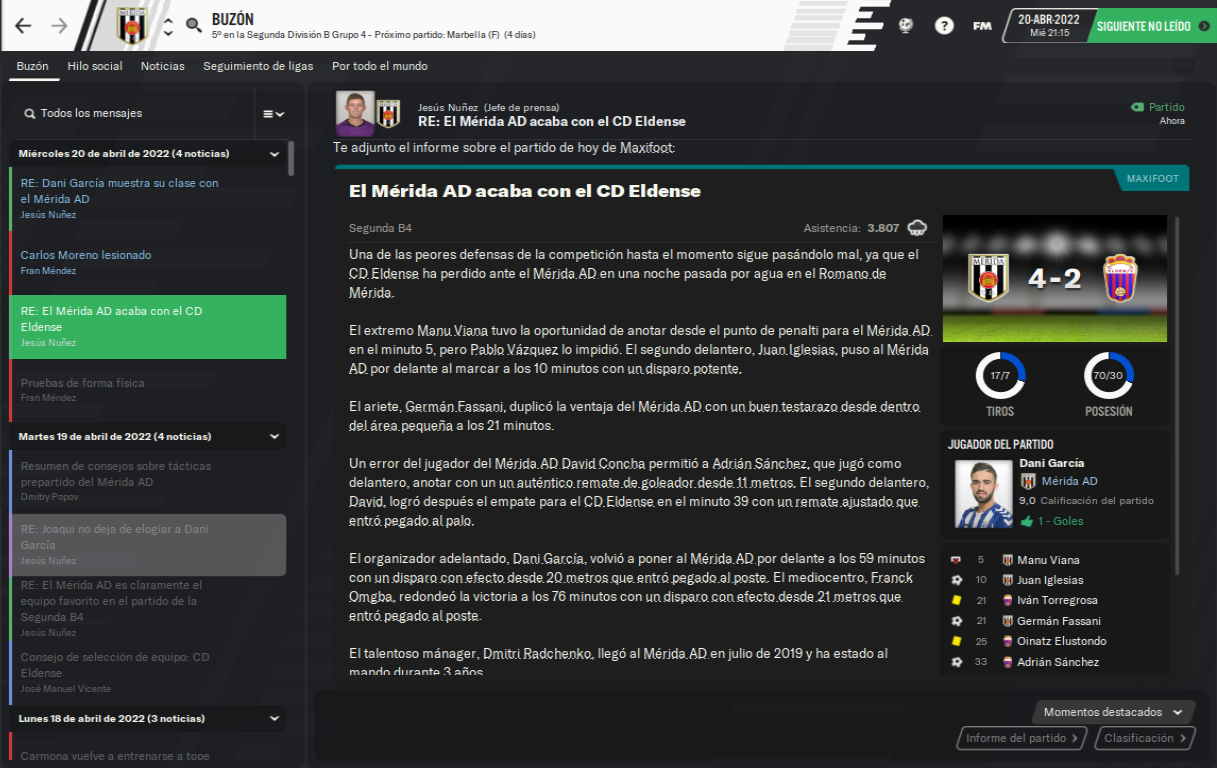 BUZÓN
5º en la Segunda División B Grupo 4 - Próximo partido: Marbella (F) (4 días)
?
FM
20-ABR-2022
Mié 21:15
SIGUIENTE NO LEÍDO
Buzón
Hilo social
Noticias
Seguimiento de ligas
Por todo el mundo
Todos los mensajes
Miércoles 20 de abril de 2022 (4 noticias)
RE: Dani García muestra su clase con
el Mérida AD
Jesús Nuñez
Carlos Moreno lesionado
Fran Méndez
RE: El Mérida AD acaba con el CD
Eldense
Jesús Nuñez
Pruebas de forma física
Fran Méndez
Martes 19 de abril de 2022 (4 noticias)
Resumen de consejos sobre tácticas
prepartido del Mérida AD
Dmitry Popov
RE: Joaqui no deja de elogiar a Dani
García
Jesús Nuñez
RE: El Mérida AD es claramente el
equipo favorito en el partido de la
Segunda B4
Jesús Nuñez
Consejo de selección de equipo: CD
Eldense
José Manuel Vicente
Lunes 18 de abril de 2022 (3 noticias)
Carmona vuelve a entrenarse a tope
Jesús Nuñez (Jefe de prensa)
RE: El Mérida AD acaba con el CD Eldense
Partido
Ahora
Te adjunto el informe sobre el partido de hoy de Maxifoot:
El Mérida AD acaba con el CD Eldense
MAXIFOOT
Segunda B4
Asistencia: 3.807
Una de las peores defensas de la competición hasta el momento sigue pasándolo mal, ya que el
CD Eldense ha perdido ante el Mérida AD en una noche pasada por agua en el Romano de
Mérida.
El extremo Manu Viana tuvo la oportunidad de anotar desde el punto de penalti para el Mérida AD
en el minuto 5, pero Pablo Vázquez lo impidió. El segundo delantero, Juan Iglesias, puso al Mérida
AD por delante al marcar a los 10 minutos con un disparo potente.
El ariete, Germán Fassani, duplicó la ventaja del Mérida AD con un buen testarazo desde dentro
del área pequeña a los 21 minutos.
Un error del jugador del Mérida AD David Concha permitió a Adrián Sánchez, que jugó como
delantero, anotar con un un auténtico remate de goleador desde 11 metros. El segundo delantero,
David, logró después el empate para el CD Eldense en el minuto 39 con un remate ajustado que
entró pegado al palo.
El organizador adelantado, Dani García, volvió a poner al Mérida AD por delante a los 59 minutos
con un disparo con efecto desde 20 metros que entró pegado al poste. El mediocentro, Franck
Omgba, redondeó la victoria a los 76 minutos con un disparo con efecto desde 21 metros que
entró pegado al poste.
El talentoso mánager, Dmitri Radchenko, llegó al Mérida AD en julio de 2019 y ha estado al
mando durante 3 años.
MÉRIDA
4-2
ELDENSE
17/7
TIROS
70/30
POSESIÓN
JUGADOR DEL PARTIDO
Dani García
Mérida AD
9,0 Calificación del partido
1 - Goles
5 Manu Viana
10 Juan Iglesias
21 Iván Torregrosa
21 Germán Fassani
25 Oinatz Elustondo
33 Adrián Sánchez
Momentos destacados
Informe del partido
Clasificación